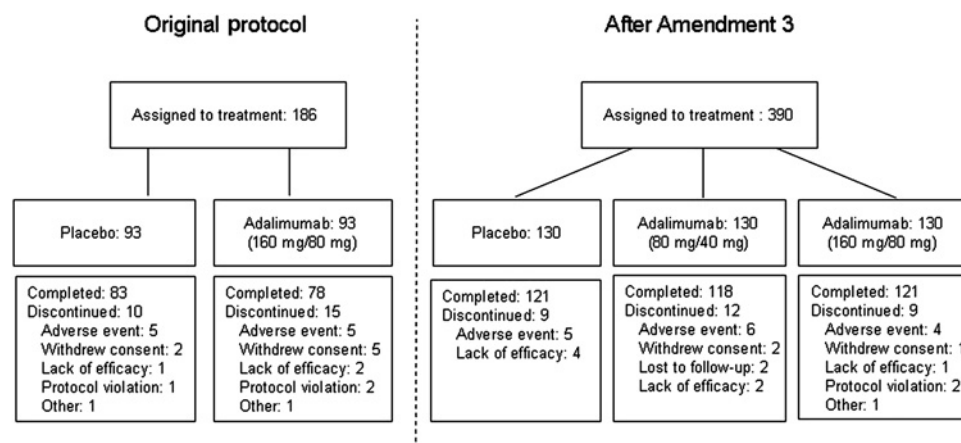 Original protocol
After Amendment 3
Assigned to treatment: 186
Assigned to treatment : 390
Placebo: 93
Adalimumab: 93
(160 mg/80 mg)
Placebo: 130
Adalimumab: 130
(80 mg/40 mg)
Adalimumab: 130
(160 mg/80 mg)
Completed: 83
Discontinued: 10
Adverse event: 5
Withdrew consent: 2
Lack of efficacy: 1
Protocol violation: 1
Other: 1
Completed: 78
Discontinued: 15
Adverse event: 5
Withdrew consent: 5
Lack of efficacy: 2
Protocol violation: 2
Other: 1
Completed: 121
Discontinued: 9
Adverse event: 5
Lack of efficacy: 4
Completed: 118
Discontinued: 12
Adverse event: 6
Withdrew consent: 2
Lost to follow-up: 2
Lack of efficacy: 2
Completed: 121
Discontinued: 9
Adverse event: 4
Withdrew consent: 1
Lack of efficacy: 1
Protocol violation: 2
Other: 1